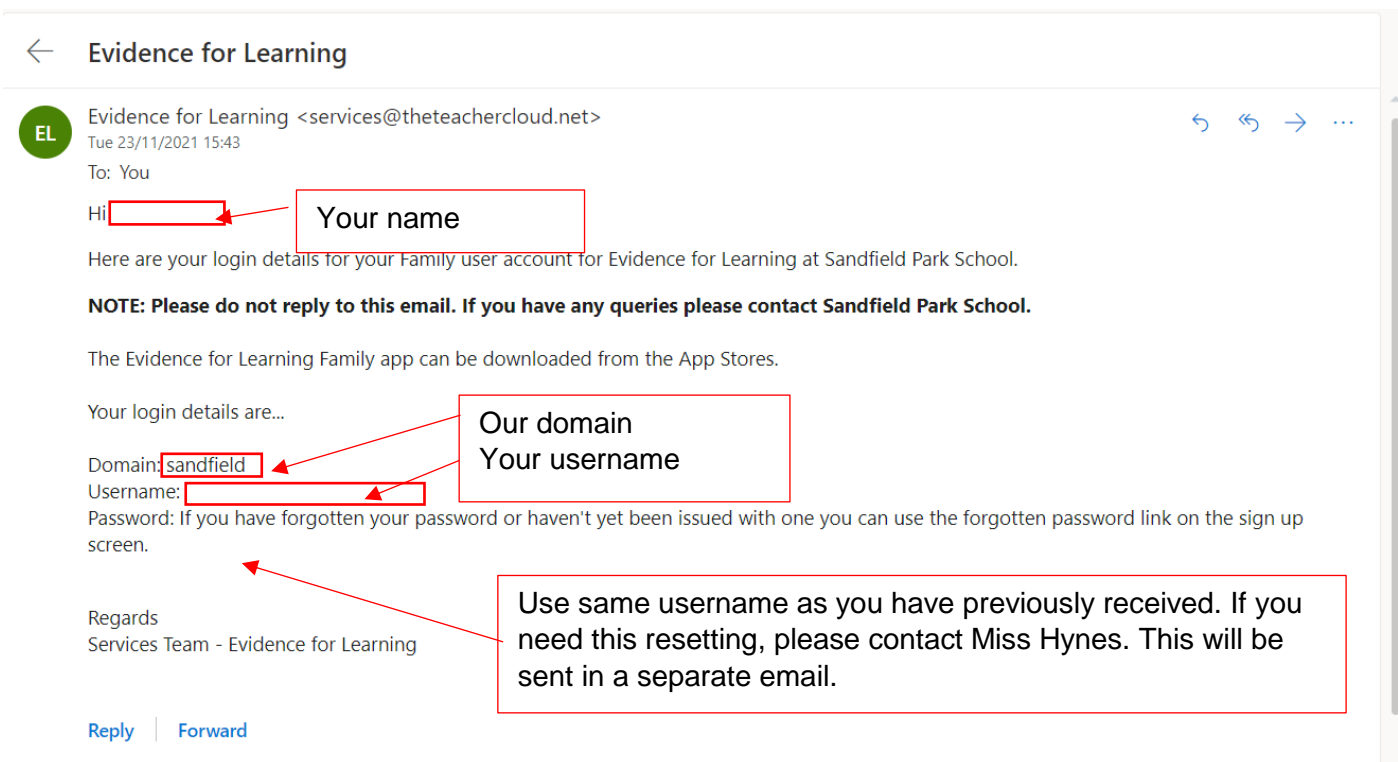 Evidence for Learning
EL
Evidence for Learning <services@theteachercloud.net>
Tue 23/11/2021 15:43
To: You
Hi
Your name
Here are your login details for your Family user account for Evidence for Learning at Sandfield Park School.
NOTE: Please do not reply to this email. If you have any queries please contact Sandfield Park School.
The Evidence for Learning Family app can be downloaded from the App Stores.
Your login details are...
Our domain
Your username
Domain: sandfield
Username:
Password: If you have forgotten your password or haven't yet been issued with one you can use the forgotten password link on the sign up
screen.
Use same username as you have previously received. If you
need this resetting, please contact Miss Hynes. This will be
sent in a separate email.
Regards
Services Team - Evidence for Learning
Reply
Forward